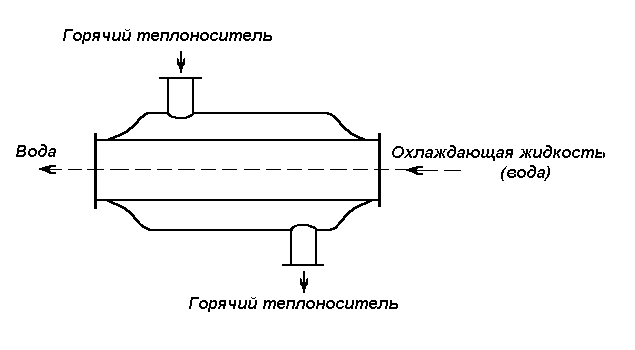 Горячий теплоноситель
Вода
Охлаждающая жидкость
(вода)
Горячий теплоноситель